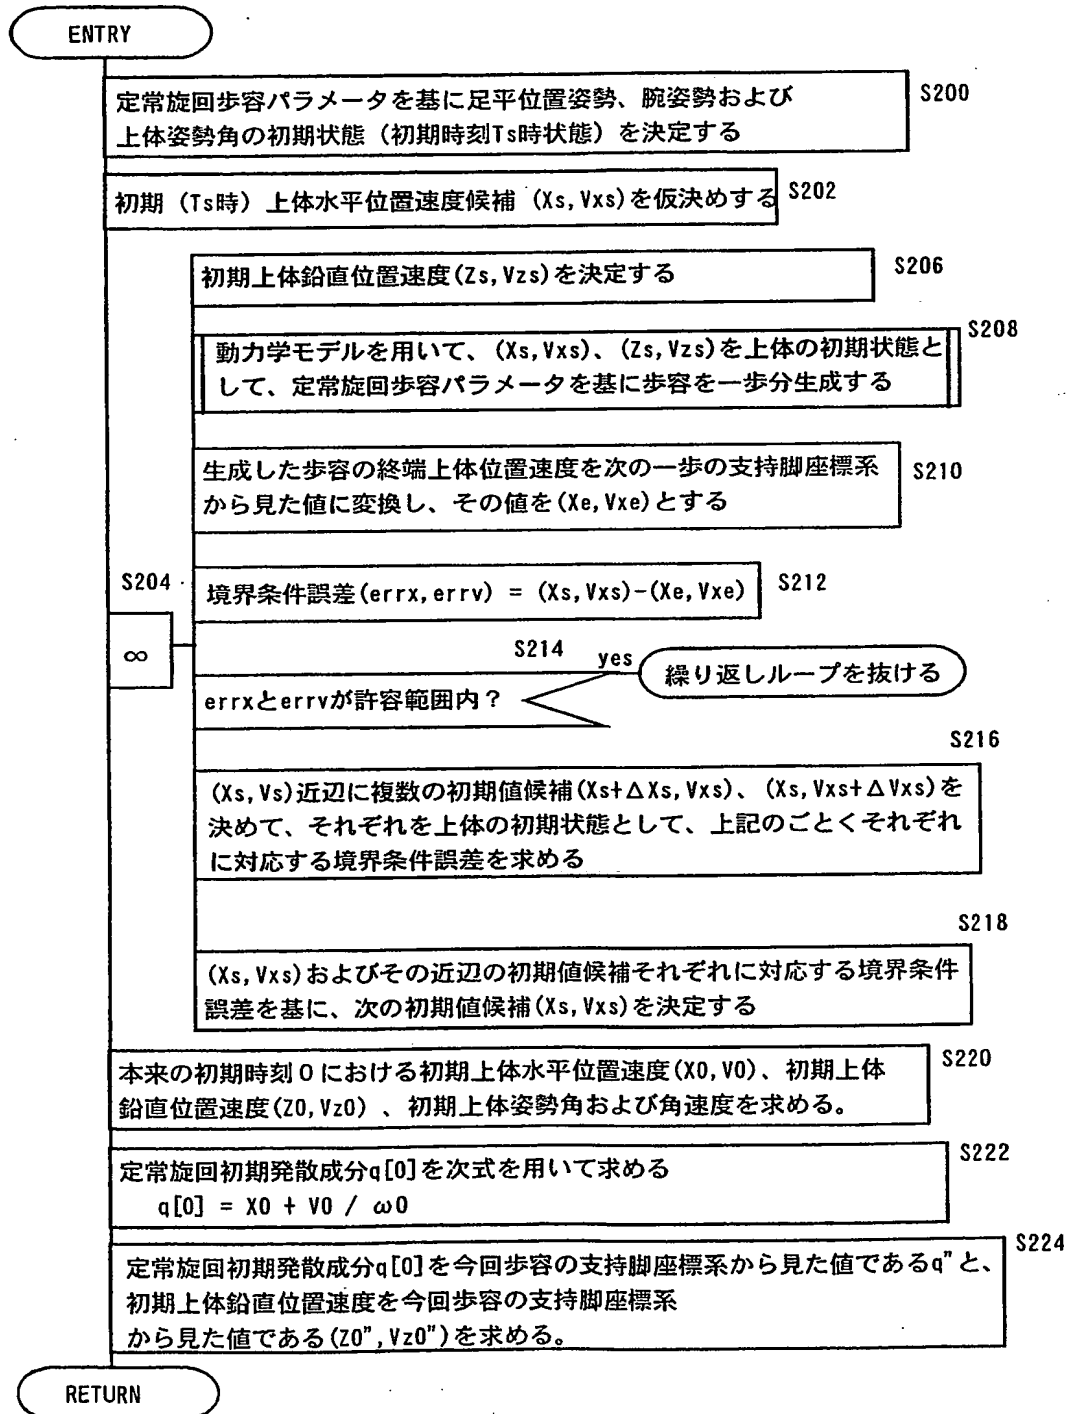 ENTRY
定常旋回歩容パラメータを基に足平位置姿勢、腕姿勢および
上体姿勢角の初期状態（初期時刻Ts時状態）を決定する
S200
初期（Ts時）上体水平位置速度候補（Xs,Vxs)を仮決めする
S202
初期上体鉛直位置速度(Zs,Vzs)を決定する
S206
S208
動力学モデルを用いて、(Xs,Vxs)、(Zs,Vzs)を上体の初期状態と
して、定常旋回歩容パラメータを基に歩容を一歩分生成する
生成した歩容の終端上体位置速度を次の一歩の支持脚座標系
から見た値に変換し、その値を(Xe,Vxe)とする
S210
S204
境界条件誤差(errx,errv) = (Xs,Vxs)-(Xe,Vxe)
S212
∞
S214
yes
繰り返しループを抜ける
errxとerrvが許容範囲内？
S216
(Xs,Vs)近辺に複数の初期値候補(Xs+ΔXs,Vxs)、(Xs,Vxs+ΔVxs)を
決めて、それぞれを上体の初期状態として、上記のごとくそれぞれ
に対応する境界条件誤差を求める
S218
(Xs,Vxs)およびその近辺の初期値候補それぞれに対応する境界条件
誤差を基に、次の初期値候補(Xs,Vxs)を決定する
本来の初期時刻０における初期上体水平位置速度(X0,V0)、初期上体
鉛直位置速度(Z0,Vz0)、初期上体姿勢角および角速度を求める。
S220
定常旋回初期発散成分q[0]を次式を用いて求める
q[0] = X0 + V0 / ω0
S222
S224
定常旋回初期発散成分q[0]を今回歩容の支持脚座標系から見た値であるq"と、
初期上体鉛直位置速度を今回歩容の支持脚座標系
から見た値である(Z0",Vz0")を求める。
RETURN